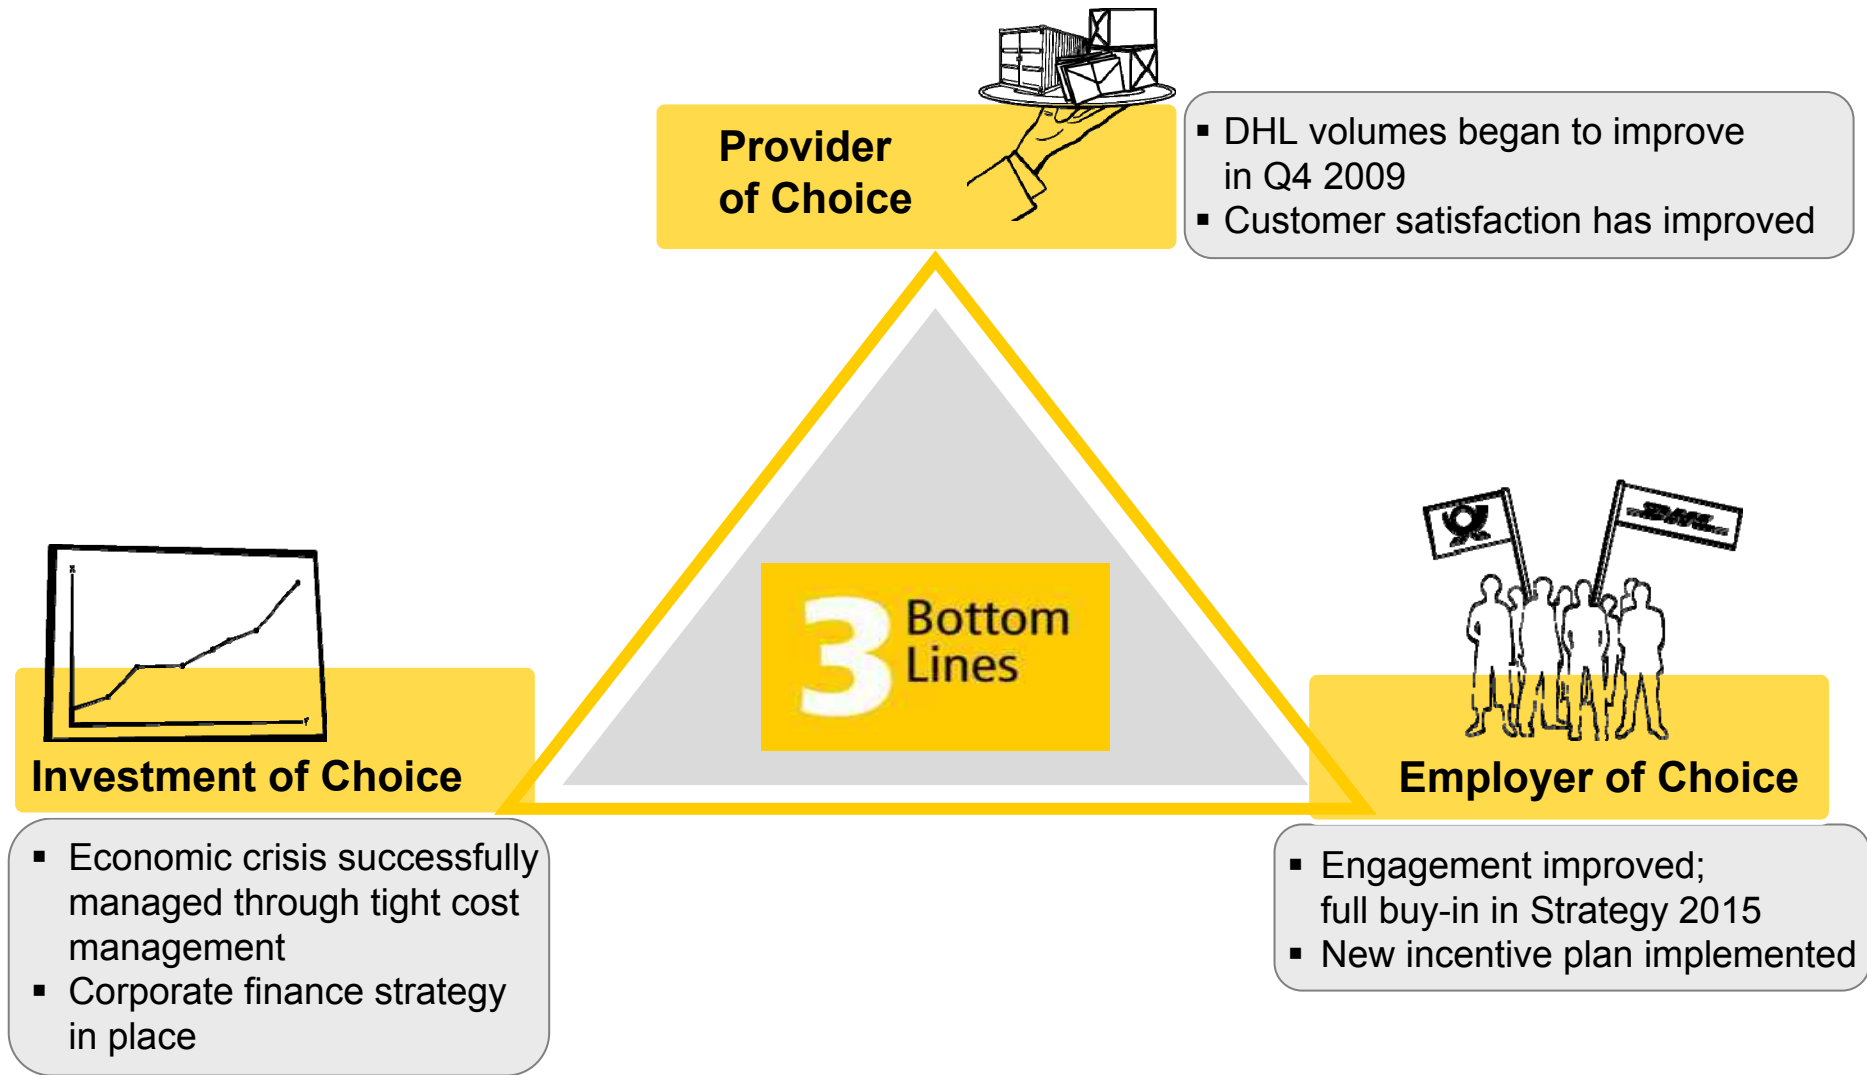 Provider
of Choice
▪ DHL volumes began to improve
in Q4 2009
▪ Customer satisfaction has improved
3 Bottom
Lines
Investment of Choice
▪ Economic crisis successfully
managed through tight cost
management
▪ Corporate finance strategy
in place
Employer of Choice
▪ Engagement improved;
full buy-in in Strategy 2015
▪ New incentive plan implemented